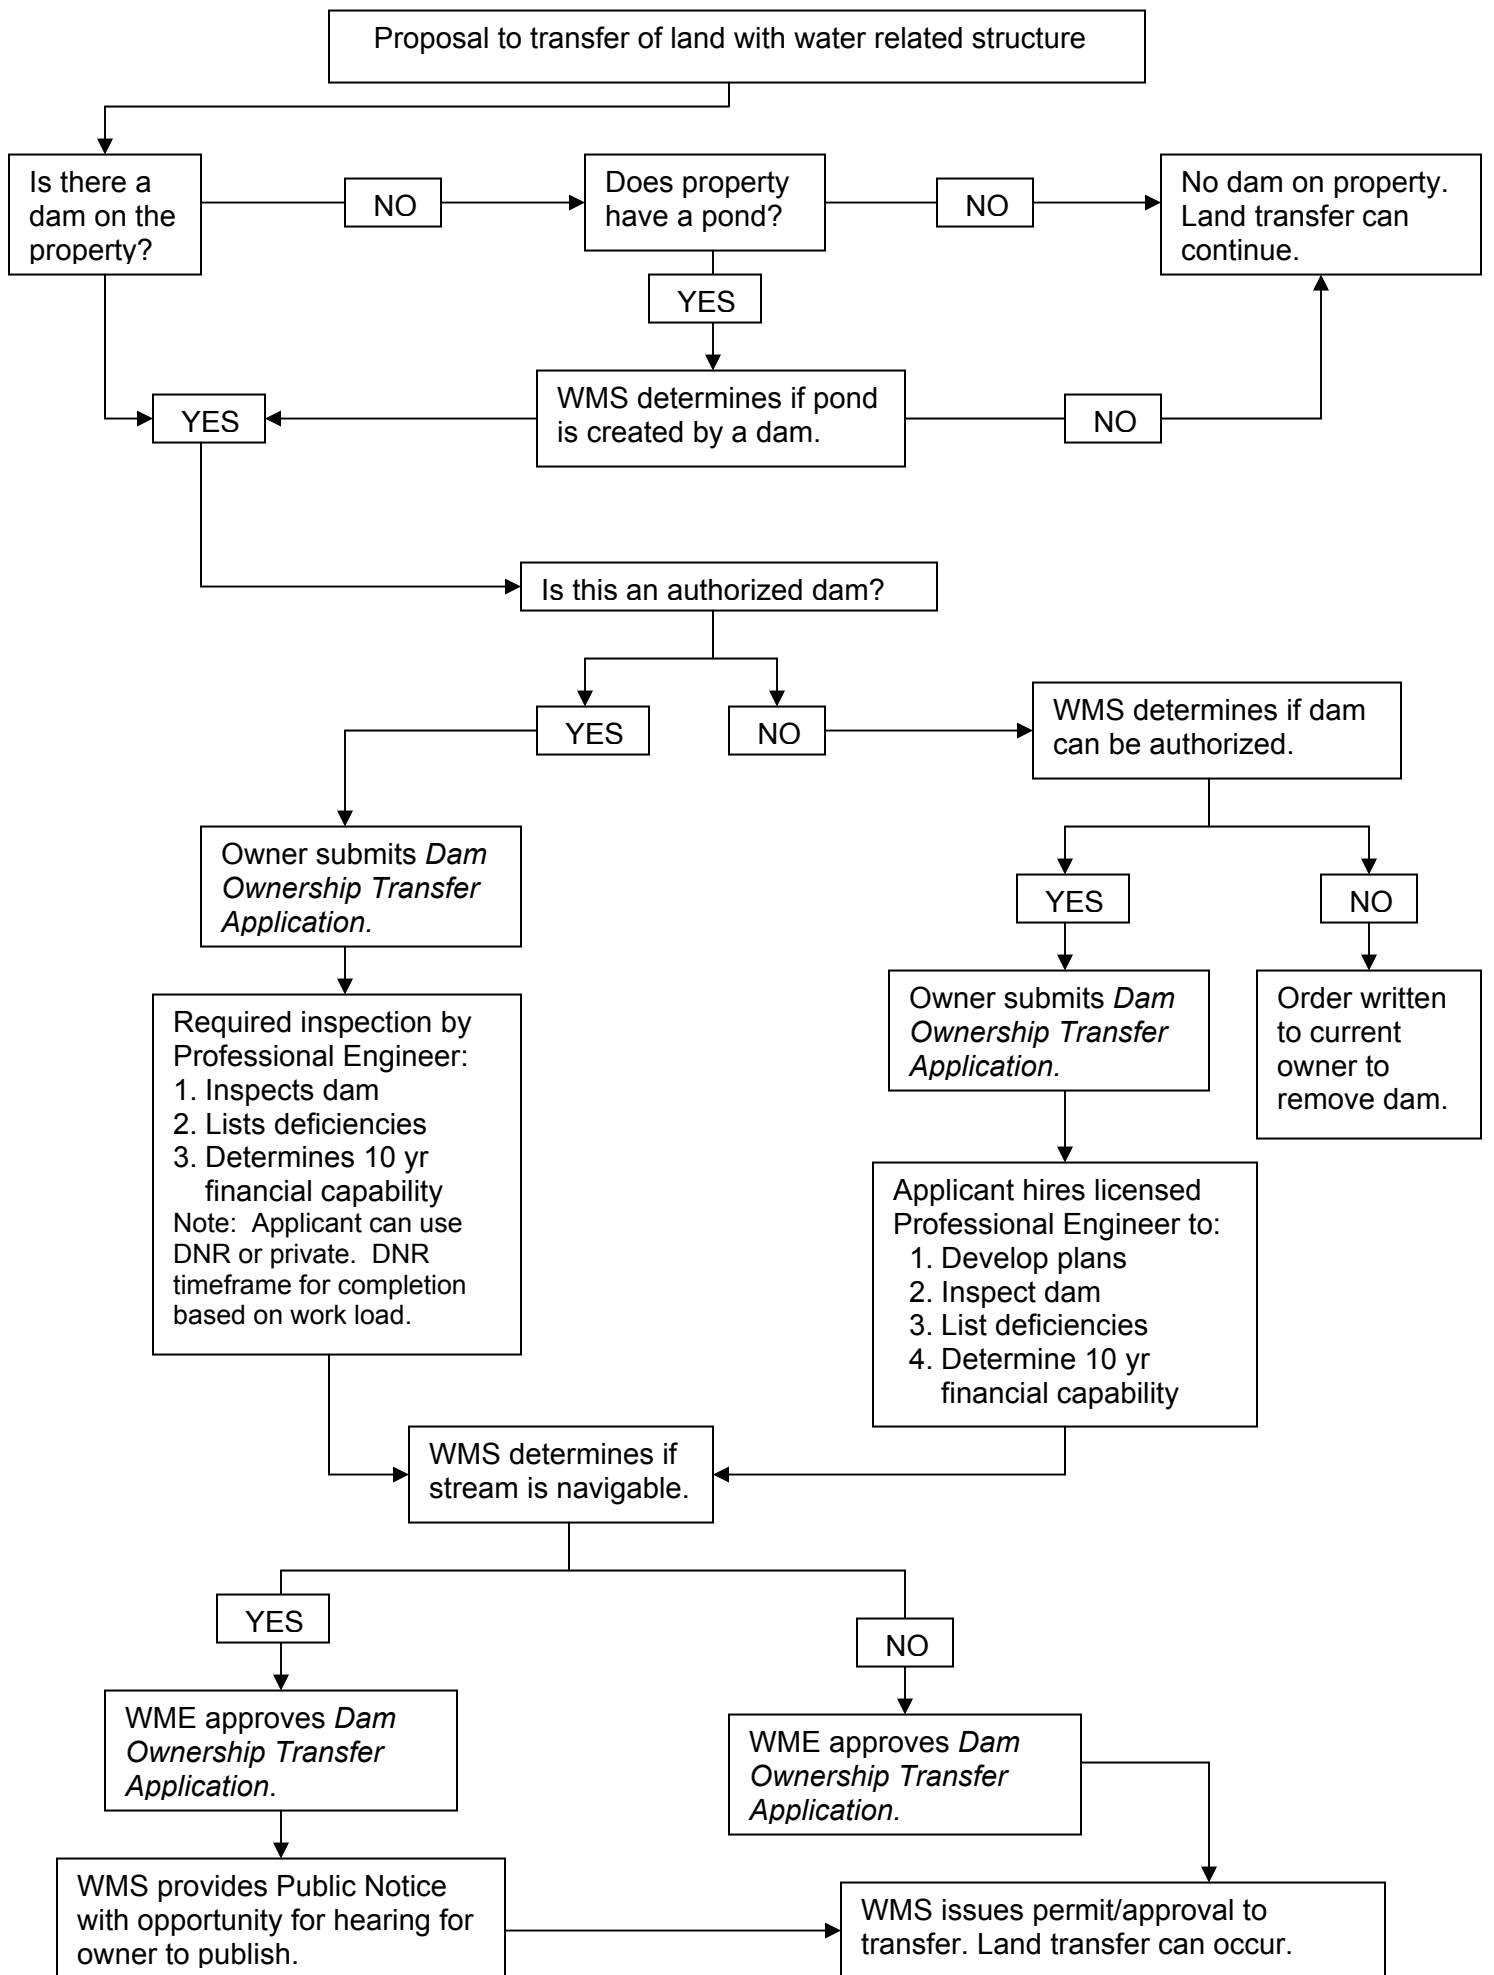 Proposal to transfer of land with water related structure
Is there a
dam on the
property?
NO
Does property
have a pond?
NO
No dam on property.
Land transfer can
continue.
YES
WMS determines if pond
is created by a dam.
YES
NO
Is this an authorized dam?
YES
NO
WMS determines if dam
can be authorized.
Owner submits Dam
Ownership Transfer
Application.
YES
NO
Required inspection by
Professional Engineer:
1. Inspects dam
2. Lists deficiencies
3. Determines 10 yr
financial capability
Note: Applicant can use
DNR or private. DNR
timeframe for completion
based on work load.
Owner submits Dam
Ownership Transfer
Application.
Order written
to current
owner to
remove dam.
Applicant hires licensed
Professional Engineer to:
1. Develop plans
2. Inspect dam
3. List deficiencies
4. Determine 10 yr
financial capability
WMS determines if
stream is navigable.
YES
NO
WME approves Dam
Ownership Transfer
Application.
WME approves Dam
Ownership Transfer
Application.
WMS provides Public Notice
with opportunity for hearing for
owner to publish.
WMS issues permit/approval to
transfer. Land transfer can occur.